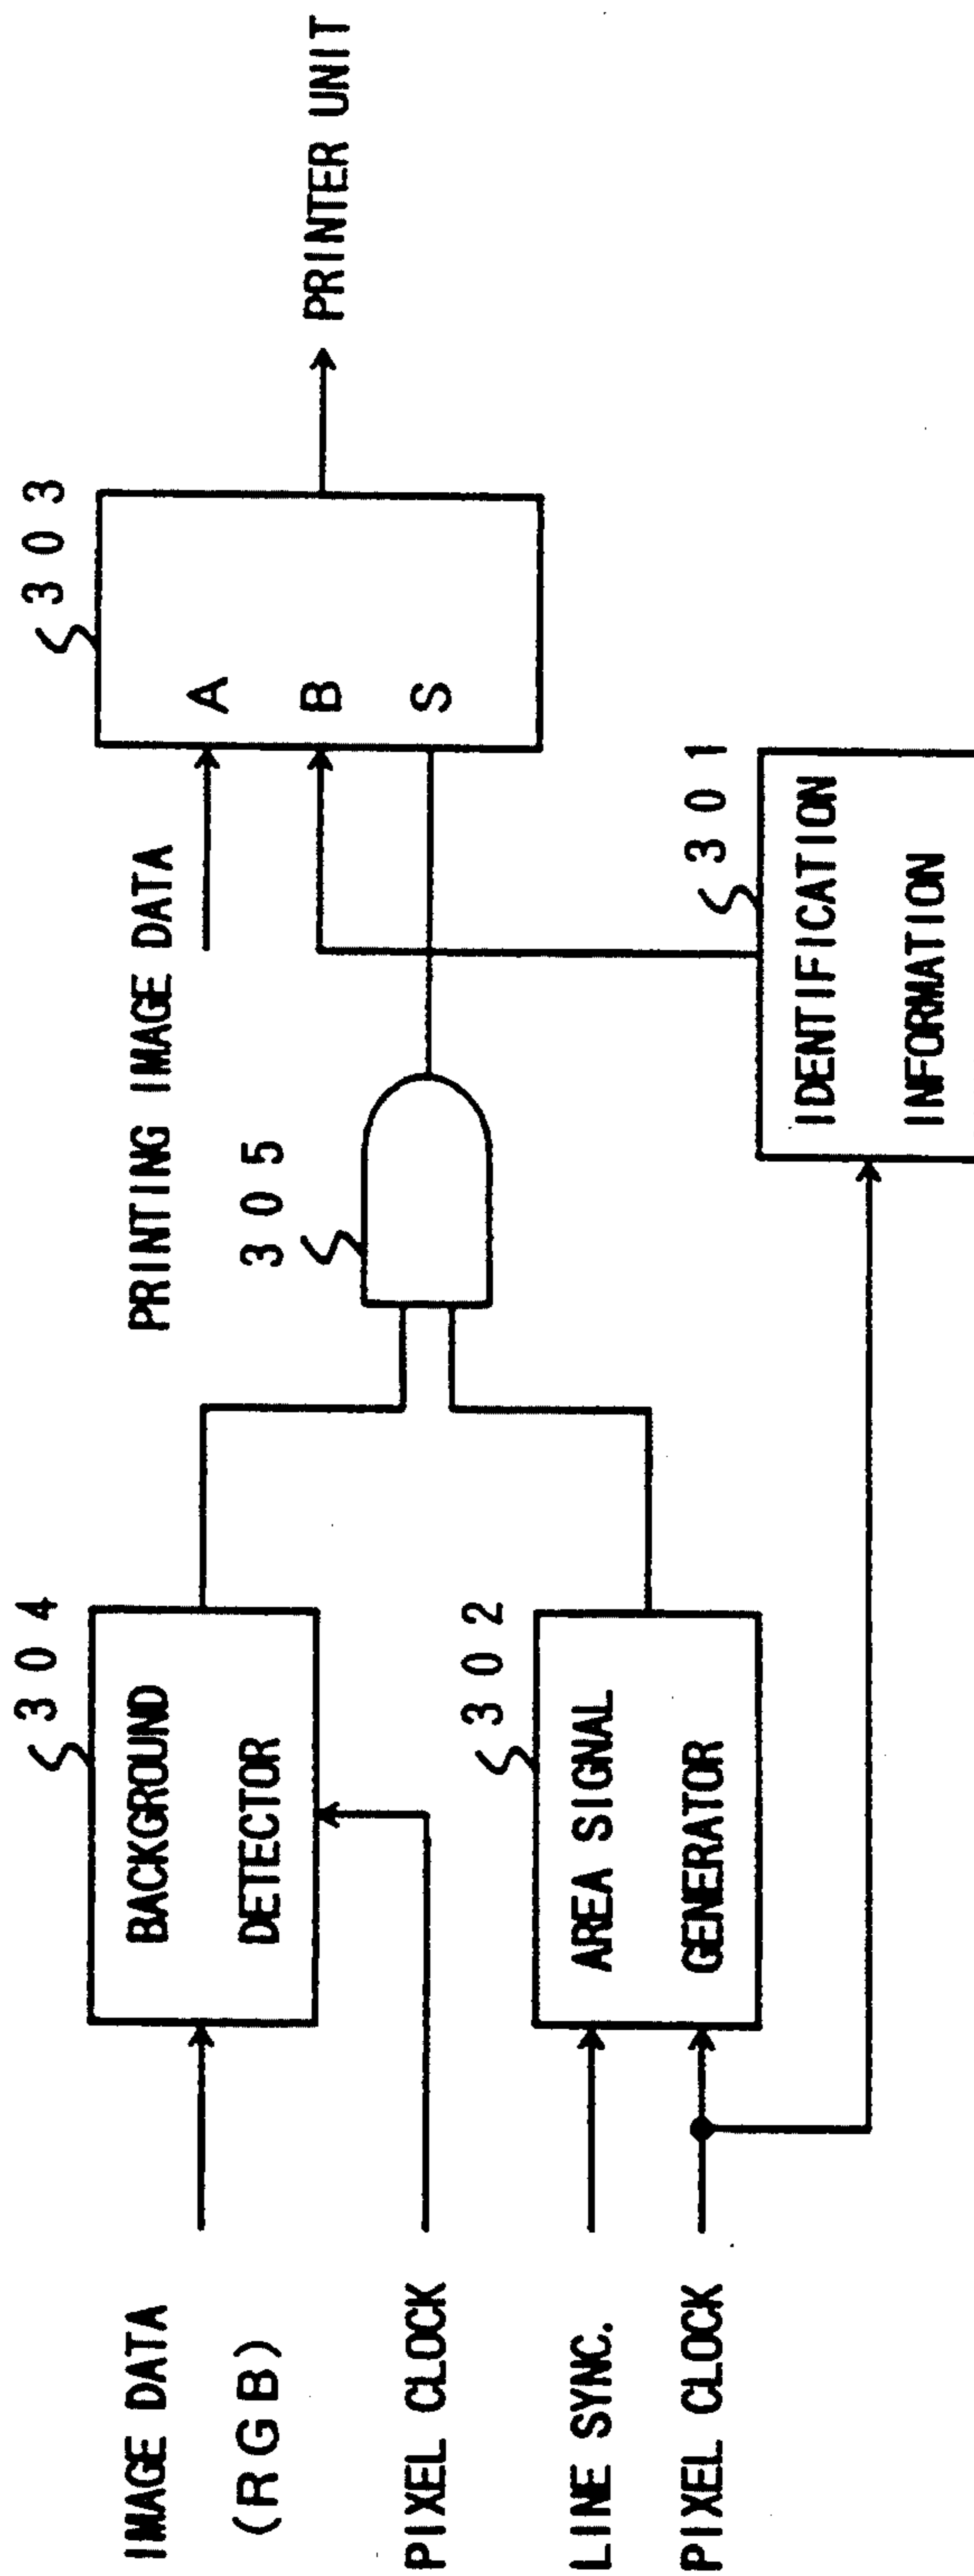 IMAGE DATA
(RGB)
PIXEL CLOCK
LINE SYNC.
PIXEL CLOCK
304
BACKGROUND
DETECTOR
302
AREA SIGNAL
GENERATOR
305
PRINTING IMAGE DATA
301
IDENTIFICATION
INFORMATION
303
A
B
S
PRINTER UNIT